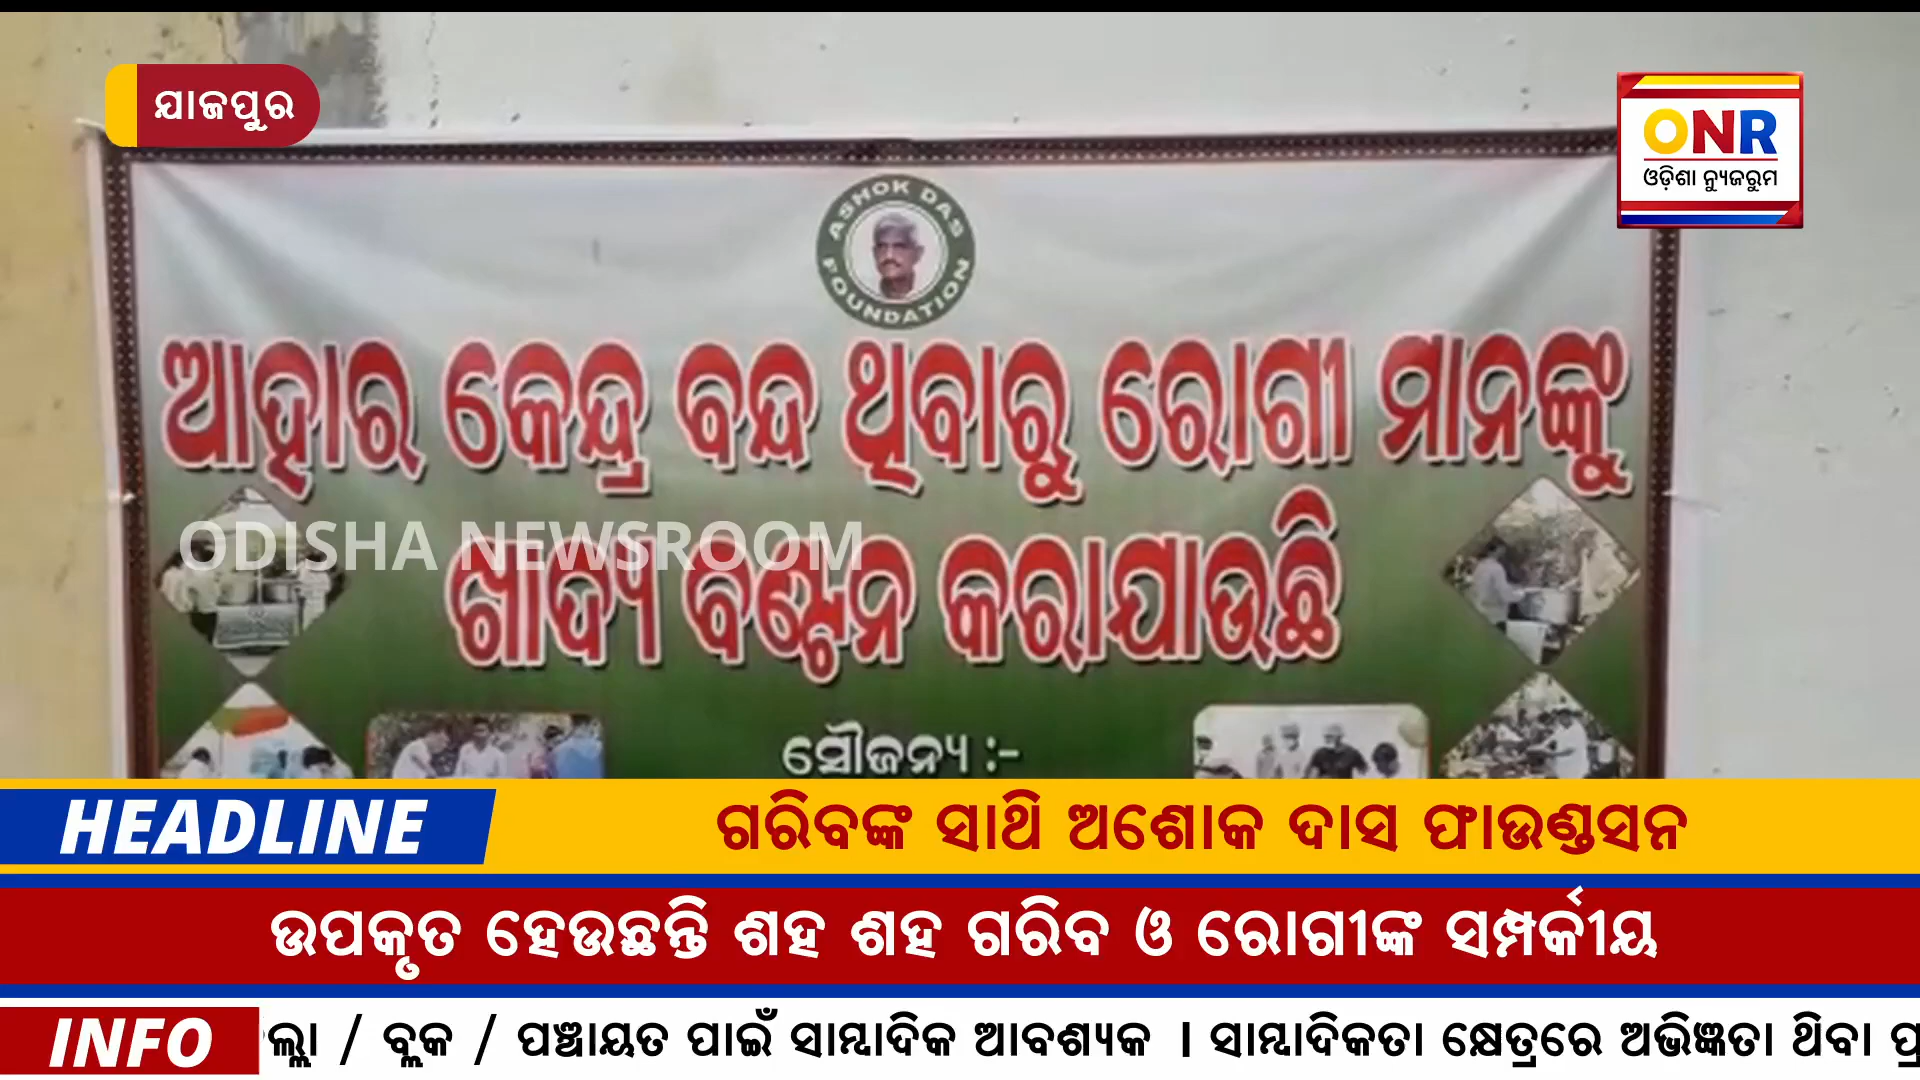 ଯାଜପୁର
ONR
ଓଡ଼ିଶା ନ୍ୟୁଜରୁମ
ASHOK DAS FOUNDATION
ଆହାର କେନ୍ଦ୍ର ବନ୍ଦ ଥିବାରୁ ରୋଗୀ ମାନଙ୍କୁ
ODISHA NEWSROOM
ଖାଦ୍ୟ ବଣ୍ଟନ କରାଯାଉଛି
ସୌଜନ୍ୟ :-
HEADLINE
ଗରିବଙ୍କ ସାଥି ଅଶୋକ ଦାସ ଫାଉଣ୍ଡସନ
ଉପକୃତ ହେଉଛନ୍ତି ଶହ ଶହ ଗରିବ ଓ ରୋଗୀଙ୍କ ସମ୍ପର୍କୀୟ
INFO
/ ବ୍ଲକ / ପଞ୍ଚାୟତ ପାଇଁ ସାମ୍ବାଦିକ ଆବଶ୍ୟକ । ସାମ୍ବାଦିକତା କ୍ଷେତ୍ରରେ ଅଭିଜ୍ଞତା ଥିବା